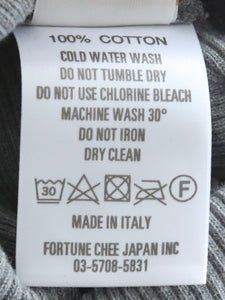 100% COTTON
COLD WATER WASH
DO NOT TUMBLE DRY
DO NOT USE CHLORINE BLEACH
MACHINE WASH 30°
DO NOT IRON
DRY CLEAN
30 F
MADE IN ITALY
FORTUNE CHEE JAPAN INC
03-5708-5831